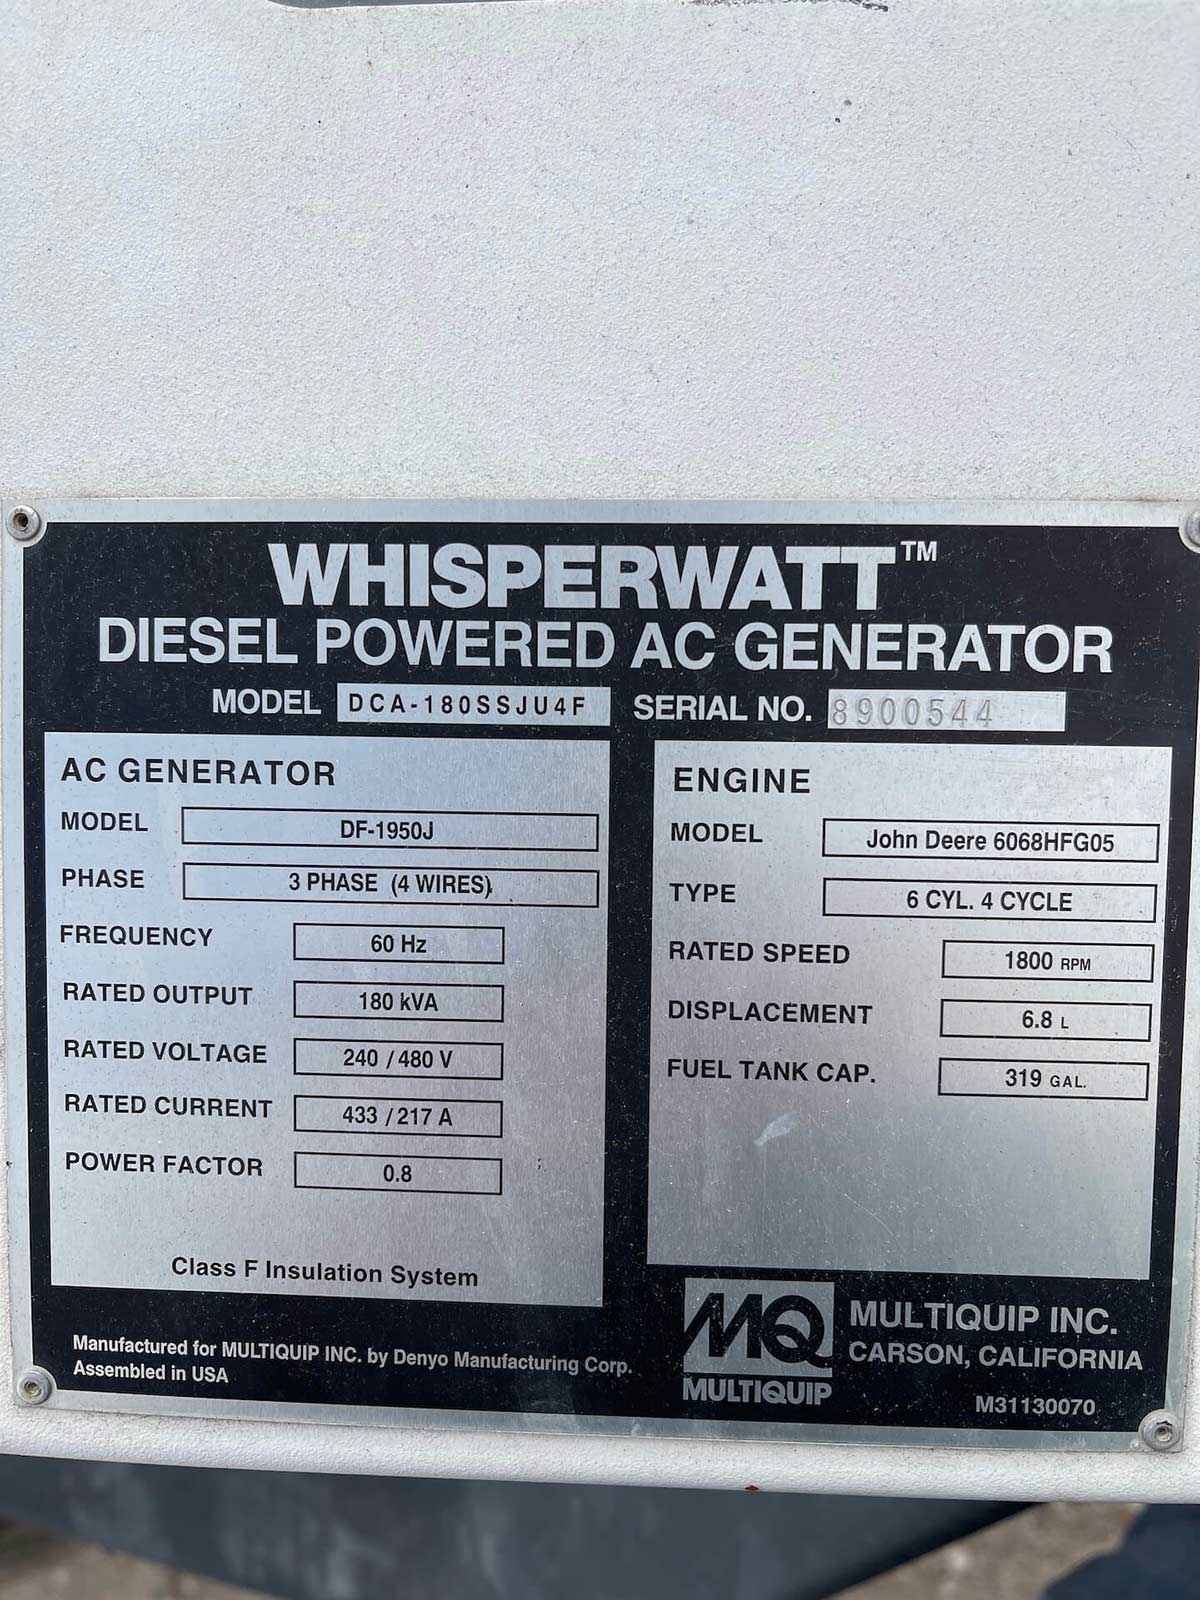 WHISPERWATT™
DIESEL POWERED AC GENERATOR
MODEL DCA-180SSJU4F SERIAL NO. 8900544
AC GENERATOR
MODEL DF-1950J
PHASE 3 PHASE (4 WIRES)
FREQUENCY 60 Hz
RATED OUTPUT 180 kVA
RATED VOLTAGE 240 / 480 V
RATED CURRENT 433 / 217 A
POWER FACTOR 0.8
Class F Insulation System
ENGINE
MODEL John Deere 6068HFG05
TYPE 6 CYL. 4 CYCLE
RATED SPEED 1800 RPM
DISPLACEMENT 6.8 L
FUEL TANK CAP. 319 GAL.
Manufactured for MULTIQUIP INC. by Denyo Manufacturing Corp.
Assembled in USA
MQ
MULTIQUIP
MULTIQUIP INC.
CARSON, CALIFORNIA
M31130070